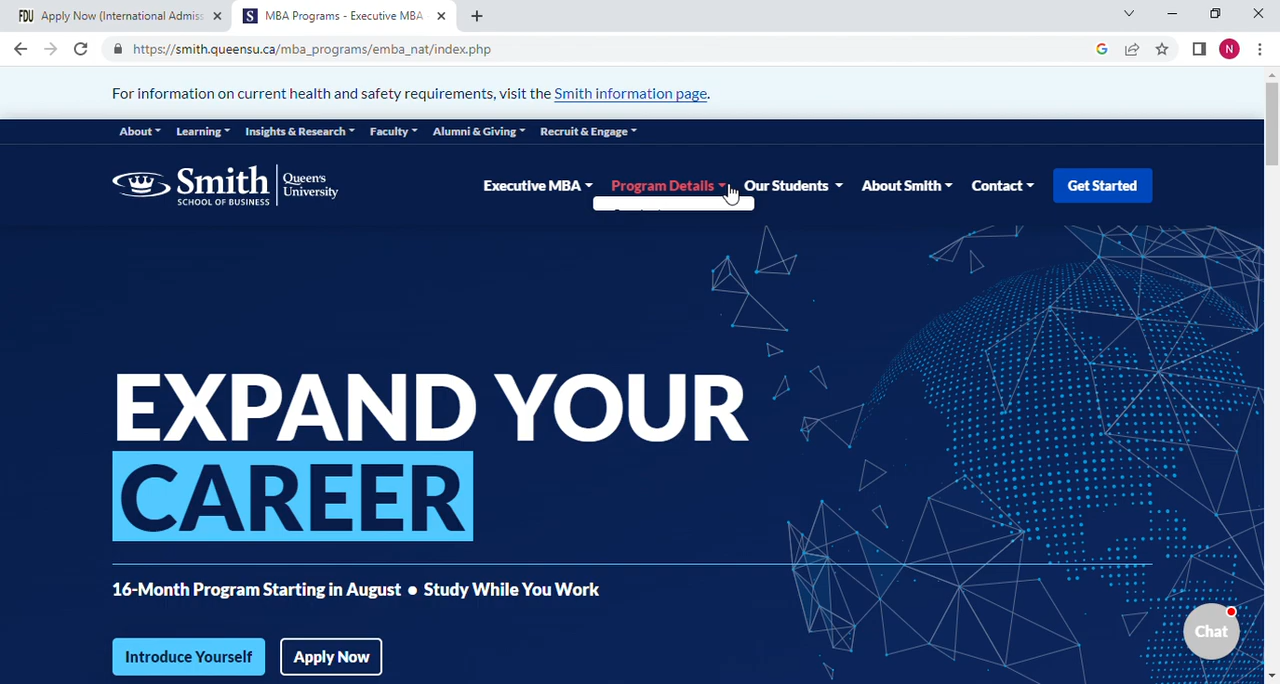 FDU Apply Now (International Admiss
S MBA Programs - Executive MBA -
https://smith.queensu.ca/mba_programs/emba_nat/index.php
G
N
For information on current health and safety requirements, visit the Smith information page.
About Learning Insights & Research Faculty Alumni & Giving Recruit & Engage
Smith
SCHOOL OF BUSINESS
Queen's
University
Executive MBA Program Details Our Students About Smith Contact Get Started
EXPAND YOUR
CAREER
16-Month Program Starting in August • Study While You Work
Introduce Yourself Apply Now
Chat